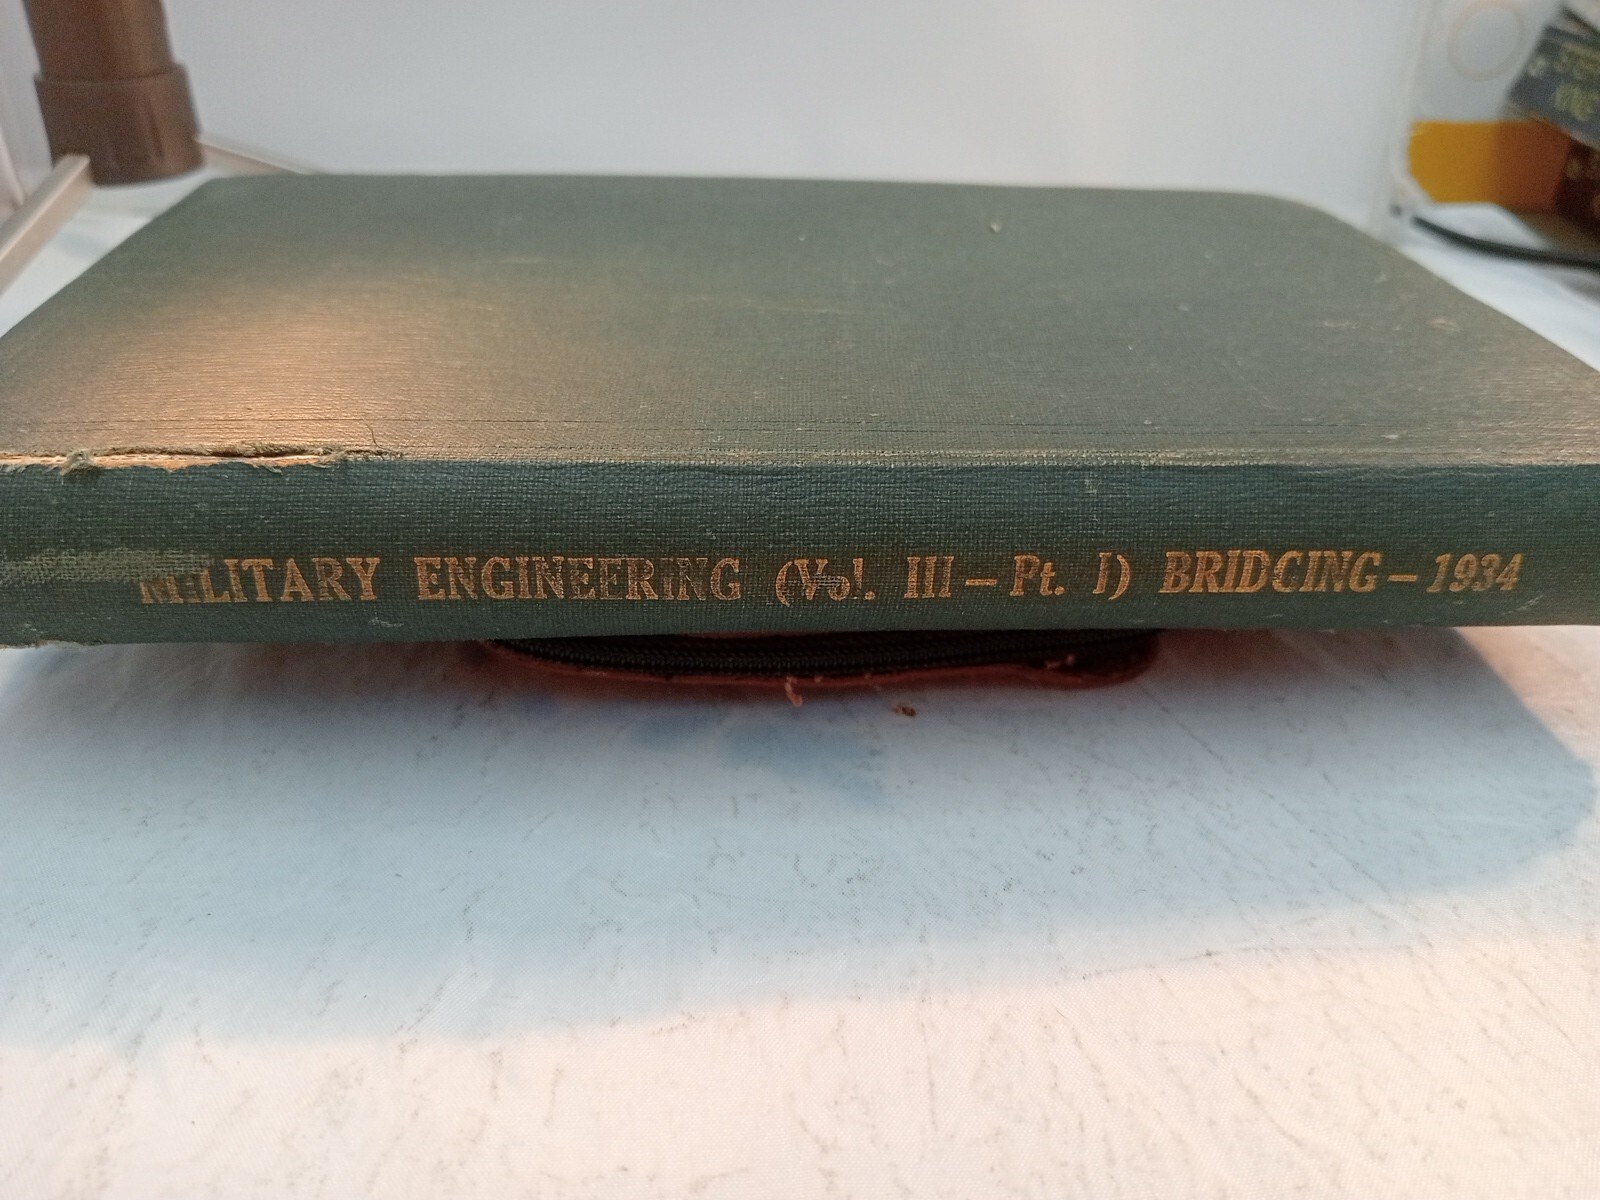 MILITARY ENGINEERING (Vol. III – Pt. I) BRIDGING – 1934